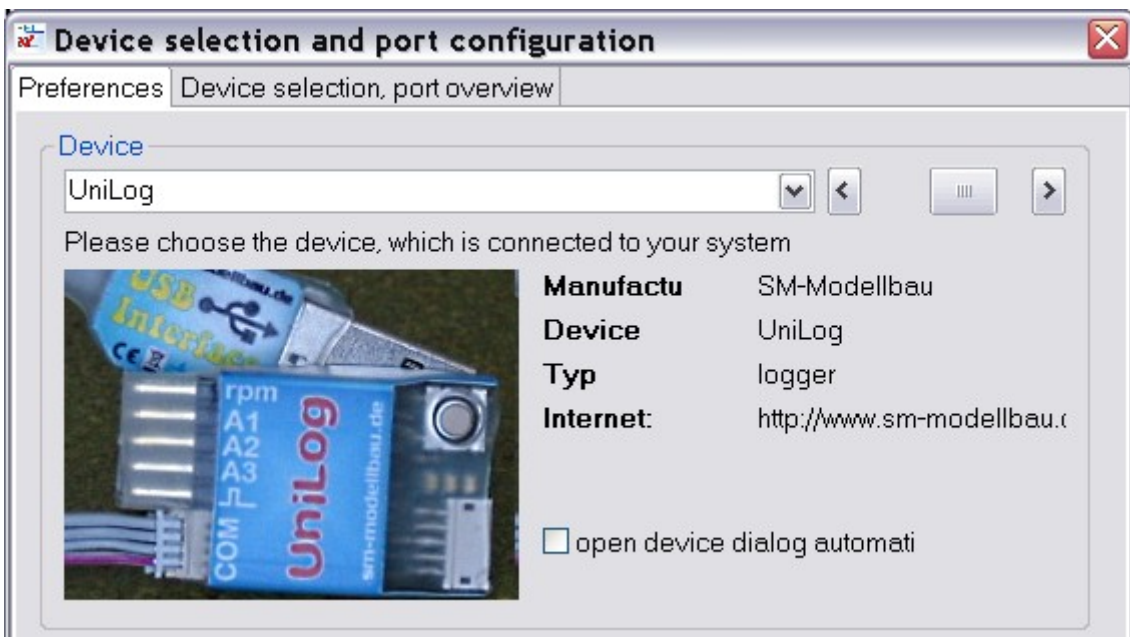 Device selection and port configuration
Preferences Device selection, port overview
Device
UniLog
Please choose the device, which is connected to your system
Manufactu SM-Modellbau
Device UniLog
Typ logger
Internet: http://www.sm-modellbau.
open device dialog automati
USB
Interface
CE
rpm
A1
A2
A3
COM
UniLog
sm-modellbau.de